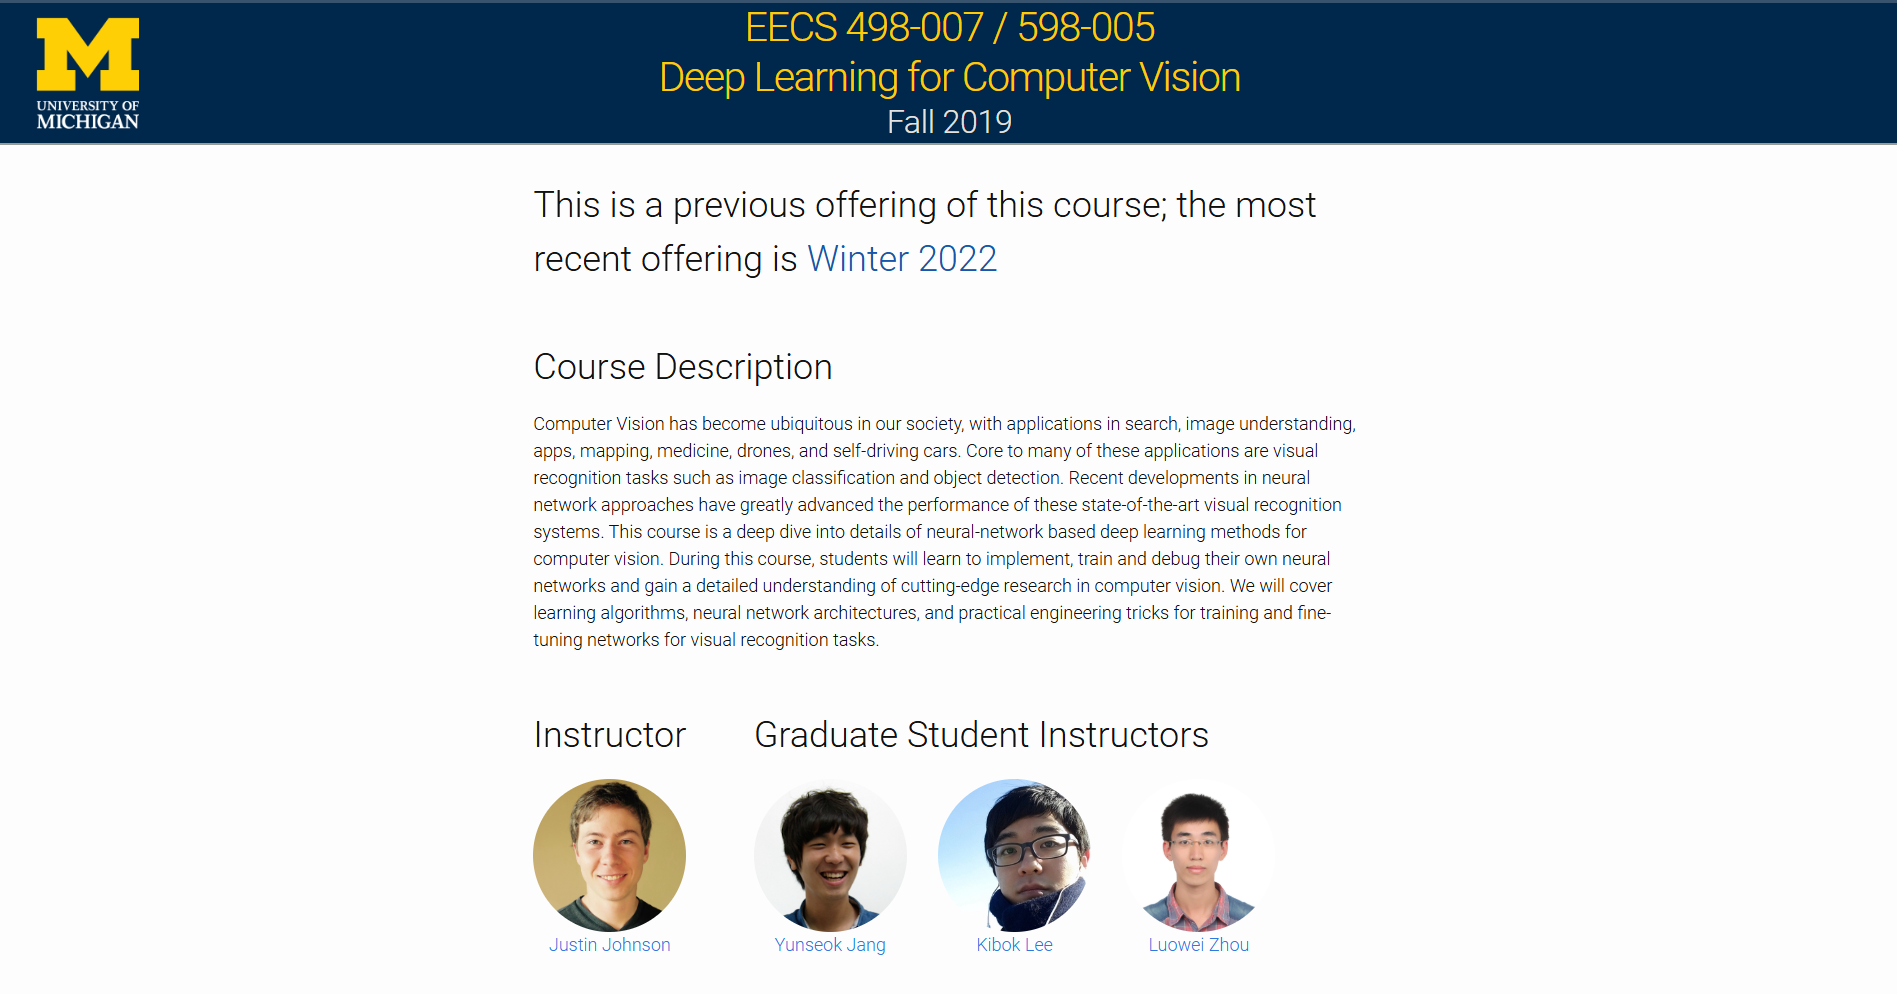 UNIVERSITY OF
MICHIGAN
EECS 498-007 / 598-005
Deep Learning for Computer Vision
Fall 2019
This is a previous offering of this course; the most
recent offering is Winter 2022
Course Description
Computer Vision has become ubiquitous in our society, with applications in search, image understanding,
apps, mapping, medicine, drones, and self-driving cars. Core to many of these applications are visual
recognition tasks such as image classification and object detection. Recent developments in neural
network approaches have greatly advanced the performance of these state-of-the-art visual recognition
systems. This course is a deep dive into details of neural-network based deep learning methods for
computer vision. During this course, students will learn to implement, train and debug their own neural
networks and gain a detailed understanding of cutting-edge research in computer vision. We will cover
learning algorithms, neural network architectures, and practical engineering tricks for training and fine-
tuning networks for visual recognition tasks.
Instructor
Justin Johnson
Graduate Student Instructors
Yunseok Jang
Kibok Lee
Luowei Zhou